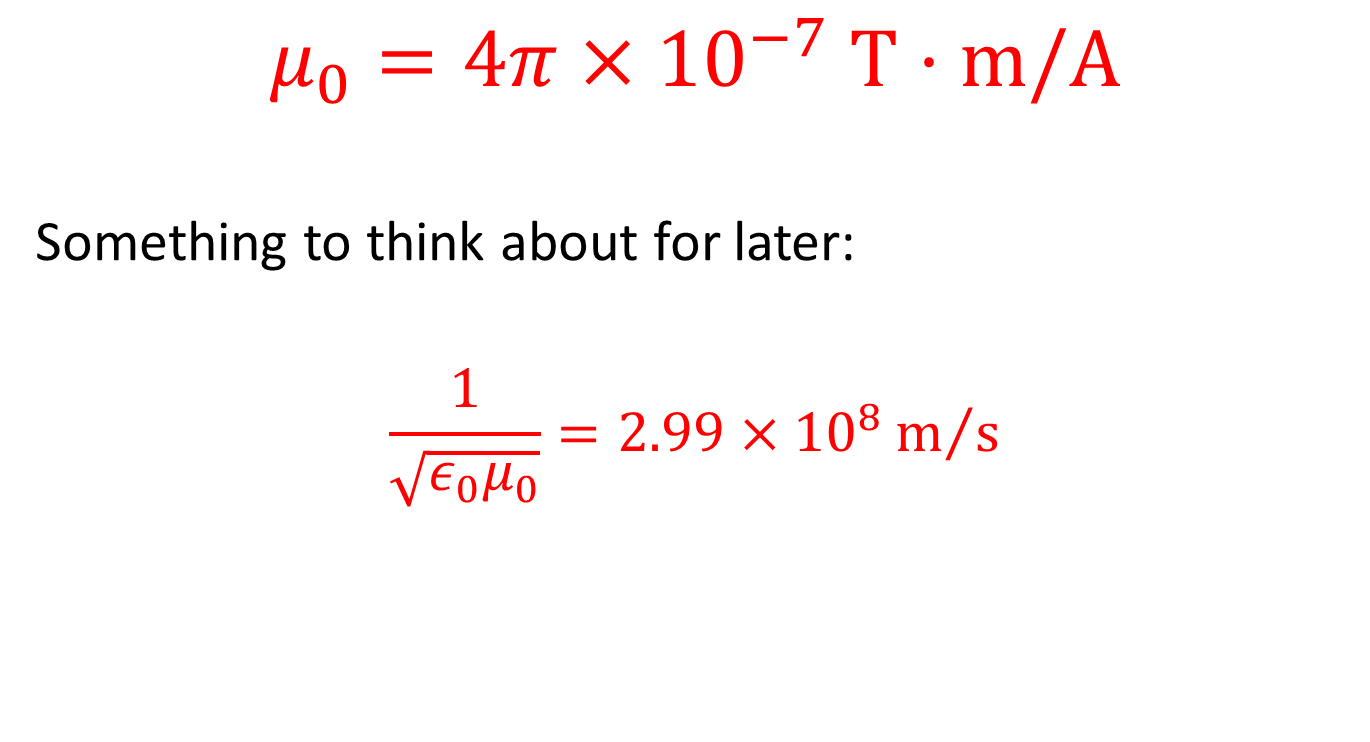 μ₀ = 4π × 10⁻⁷ T · m/A
Something to think about for later:
1/√(ϵ₀μ₀) = 2.99 × 10⁸ m/s